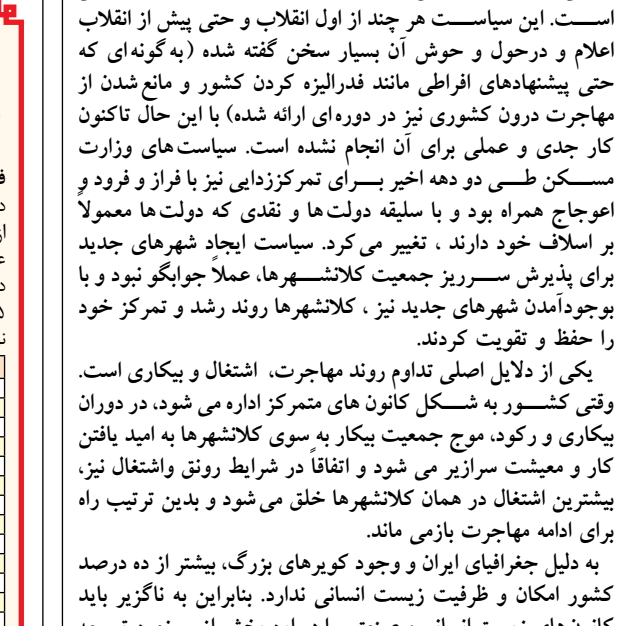 اســـت. این سیاســـت هر چند از اول انقلاب و حتی پیش از انقلاب
اعلام و درحول و حوش آن بسیار سخن گفته شده (به گونه ای که
حتی پیشنهادهای افراطی مانند فدرالیزه کردن کشور و مانع شدن از
مهاجرت درون کشوری نیز در دوره ای ارائه شده) با این حال تاکنون
کار جدی و عملی برای آن انجام نشده است. سیاست های وزارت
مســـکن طـــی دو دهه اخیر بـــرای تمرکززدایی نیز با فراز و فرود و
اعوجاج همراه بود و با سلیقه دولت ها و نقدی که دولت ها معمولاً
بر اسلاف خود دارند ، تغییر می کرد. سیاست ایجاد شهرهای جدید
برای پذیرش ســـرریز جمعیت کلانشـــهرها، عملاً جوابگو نبود و با
بوجودآمدن شهرهای جدید نیز ، کلانشهرها روند رشد و تمرکز خود
را حفظ و تقویت کردند.
یکی از دلایل اصلی تداوم روند مهاجرت، اشتغال و بیکاری است.
وقتی کشـــور به شـــکل کانون های متمرکز اداره می شود، در دوران
بیکاری و رکود، موج جمعیت بیکار به سوی کلانشهرها به امید یافتن
کار و معیشت سرازیر می شود و اتفاقاً در شرایط رونق واشتغال نیز،
بیشترین اشتغال در همان کلانشهرها خلق می شود و بدین ترتیب راه
برای ادامه مهاجرت بازمی ماند.
به دلیل جغرافیای ایران و وجود کویرهای بزرگ، بیشتر از ده درصد
کشور امکان و ظرفیت زیست انسانی ندارد. بنابراین به ناگزیر باید